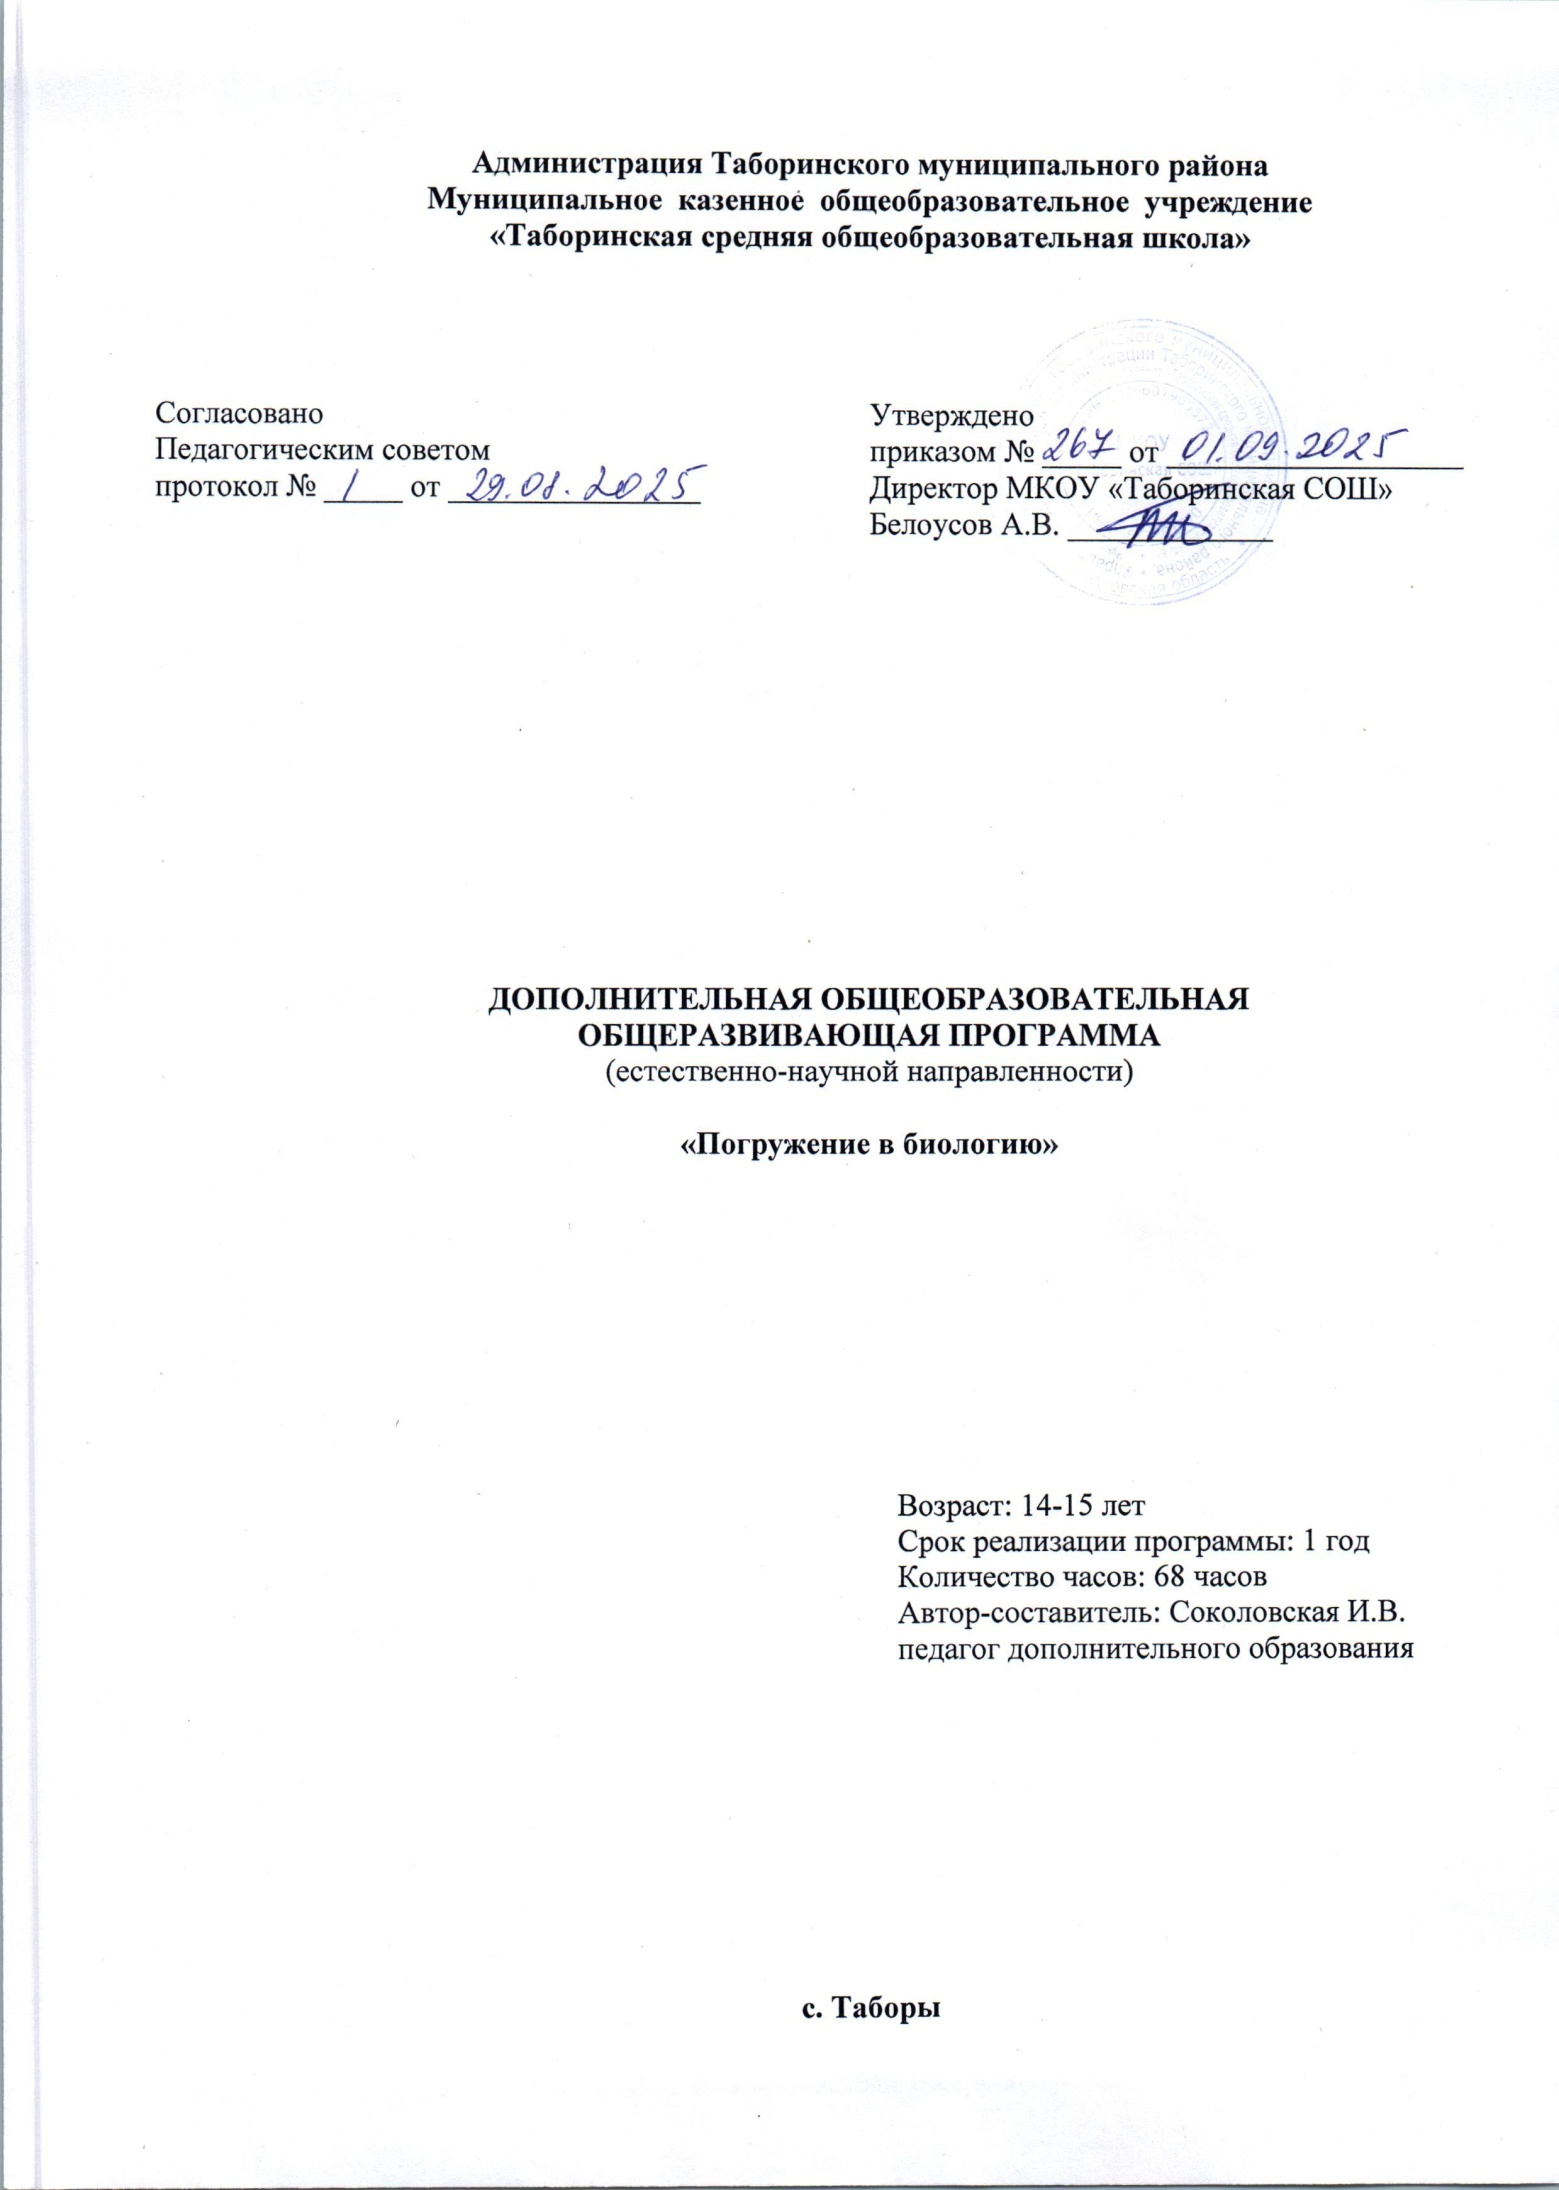 Администрация Таборинского муниципального района
Муниципальное казенное общеобразовательное учреждение
«Таборинская средняя общеобразовательная школа»
Согласовано
Педагогическим советом
протокол № 1 от 29.08.2025
Утверждено
приказом № 267 от 01.09.2025
Директор МКОУ «Таборинская СОШ»
Белоусов А.В.
ДОПОЛНИТЕЛЬНАЯ ОБЩЕОБРАЗОВАТЕЛЬНАЯ
ОБЩЕРАЗВИВАЮЩАЯ ПРОГРАММА
(естественно-научной направленности)
«Погружение в биологию»
Возраст: 14-15 лет
Срок реализации программы: 1 год
Количество часов: 68 часов
Автор-составитель: Соколовская И.В.
педагог дополнительного образования
с. Таборы